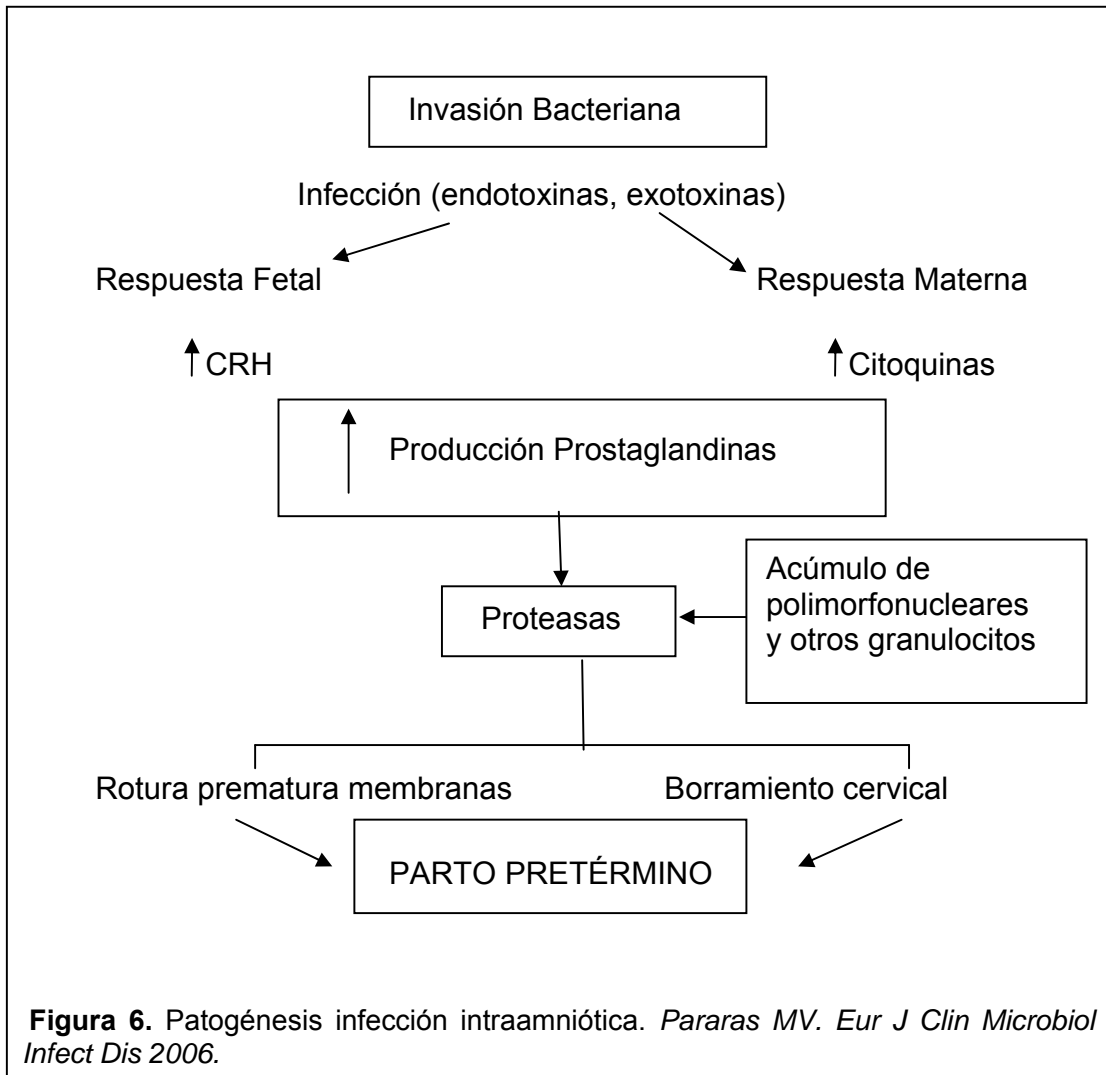 Invasión Bacteriana
Infección (endotoxinas, exotoxinas)
Respuesta Fetal
Respuesta Materna
CRH
Citoquinas
Producción Prostaglandinas
Proteasas
Acúmulo de
polimorfonucleares
y otros granulocitos
Rotura prematura membranas
Borramiento cervical
PARTO PRETÉRMINO
Figura 6. Patogénesis infección intraamniótica. Pararas MV. Eur J Clin Microbiol
Infect Dis 2006.